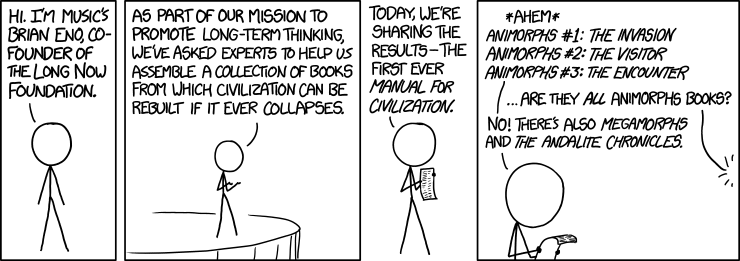 HI. I'M MUSIC'S
BRIAN ENO, CO-
FOUNDER OF
THE LONG NOW
FOUNDATION.
AS PART OF OUR MISSION TO
PROMOTE LONG-TERM THINKING,
WE'VE ASKED EXPERTS TO HELP US
ASSEMBLE A COLLECTION OF BOOKS
FROM WHICH CIVILIZATION CAN BE
REBUILT IF IT EVER COLLAPSES.
TODAY, WE'RE
SHARING THE
RESULTS—THE
FIRST EVER
MANUAL FOR
CIVILIZATION.
*AHEM*
ANIMORPHS #1: THE INVASION
ANIMORPHS #2: THE VISITOR
ANIMORPHS #3: THE ENCOUNTER
...ARE THEY ALL ANIMORPHS BOOKS?
NO! THERE'S ALSO MEGAMORPHS
AND THE ANDALITE CHRONICLES.